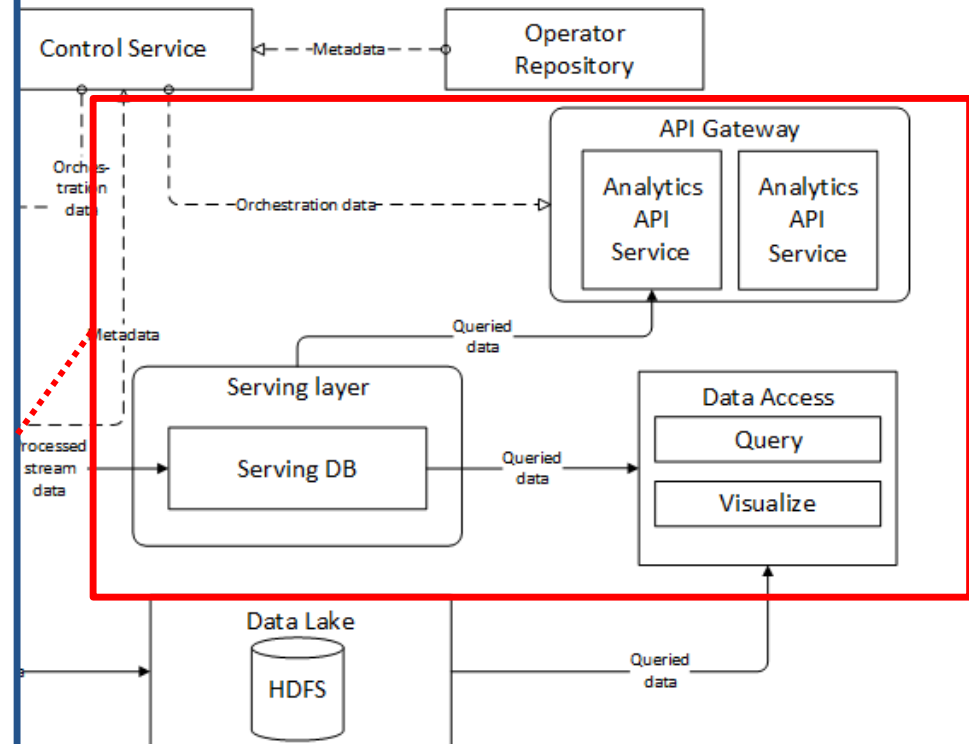 Control Service
Metadata
Operator
Repository
API Gateway
Analytics
API
Service
Analytics
API
Service
Orches-
tration
data
Orchestration data
Metadata
Queried
data
Serving layer
Serving DB
rocessed
stream
data
Queried
data
Data Access
Query
Visualize
Data Lake
HDFS
Queried
data